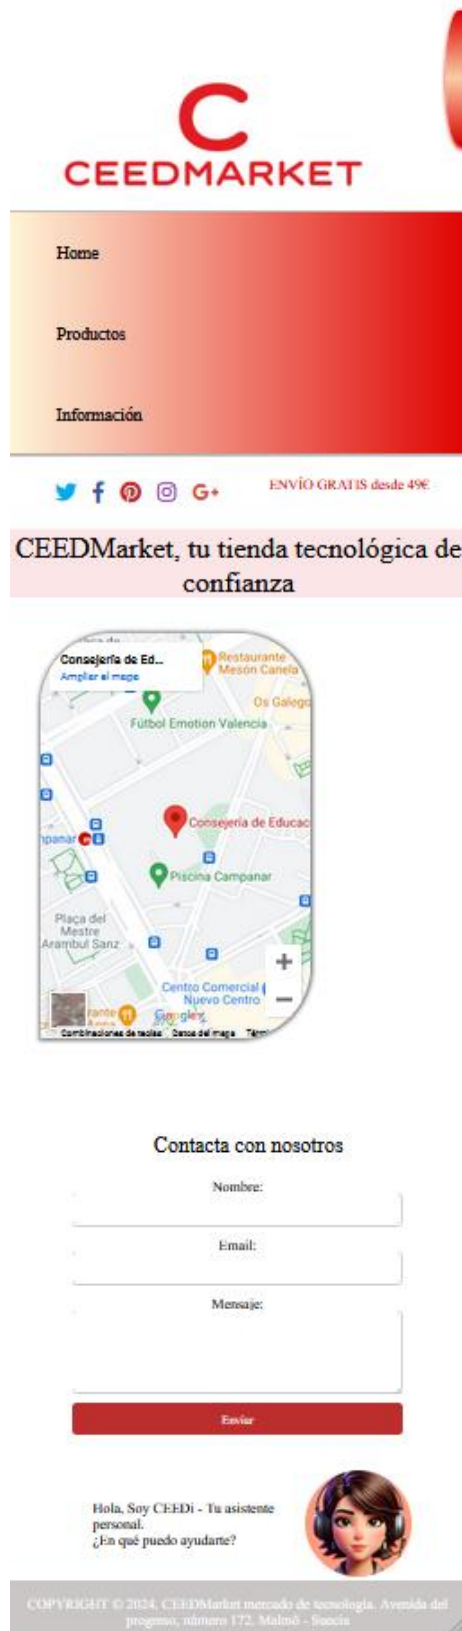 C
CEEDMARKET
Home
Productos
Información
ENVÍO GRATIS desde 49€
CEEDMarket, tu tienda tecnológica de
confianza
Consejería de Ed...
Ampliar el mapa
Restaurante
Mesón Canela
Os Galego
Fútbol Emotion Valencia
Consejería de Educac
Piscina Campanar
Plaça del
Mestre
Arambul Sanz
Centro Comercial
Nuevo Centro
Google
Combinaciones de teclas Datos del mapa
Contacta con nosotros
Nombre:
Email:
Mensaje:
Enviar
Hola, Soy CEEDi - Tu asistente
personal.
¿En qué puedo ayudarte?
COPYRIGHT © 2024, CEEDMarket mercado de tecnología. Avenida del
progreso, número 172, Malmö - Suecia